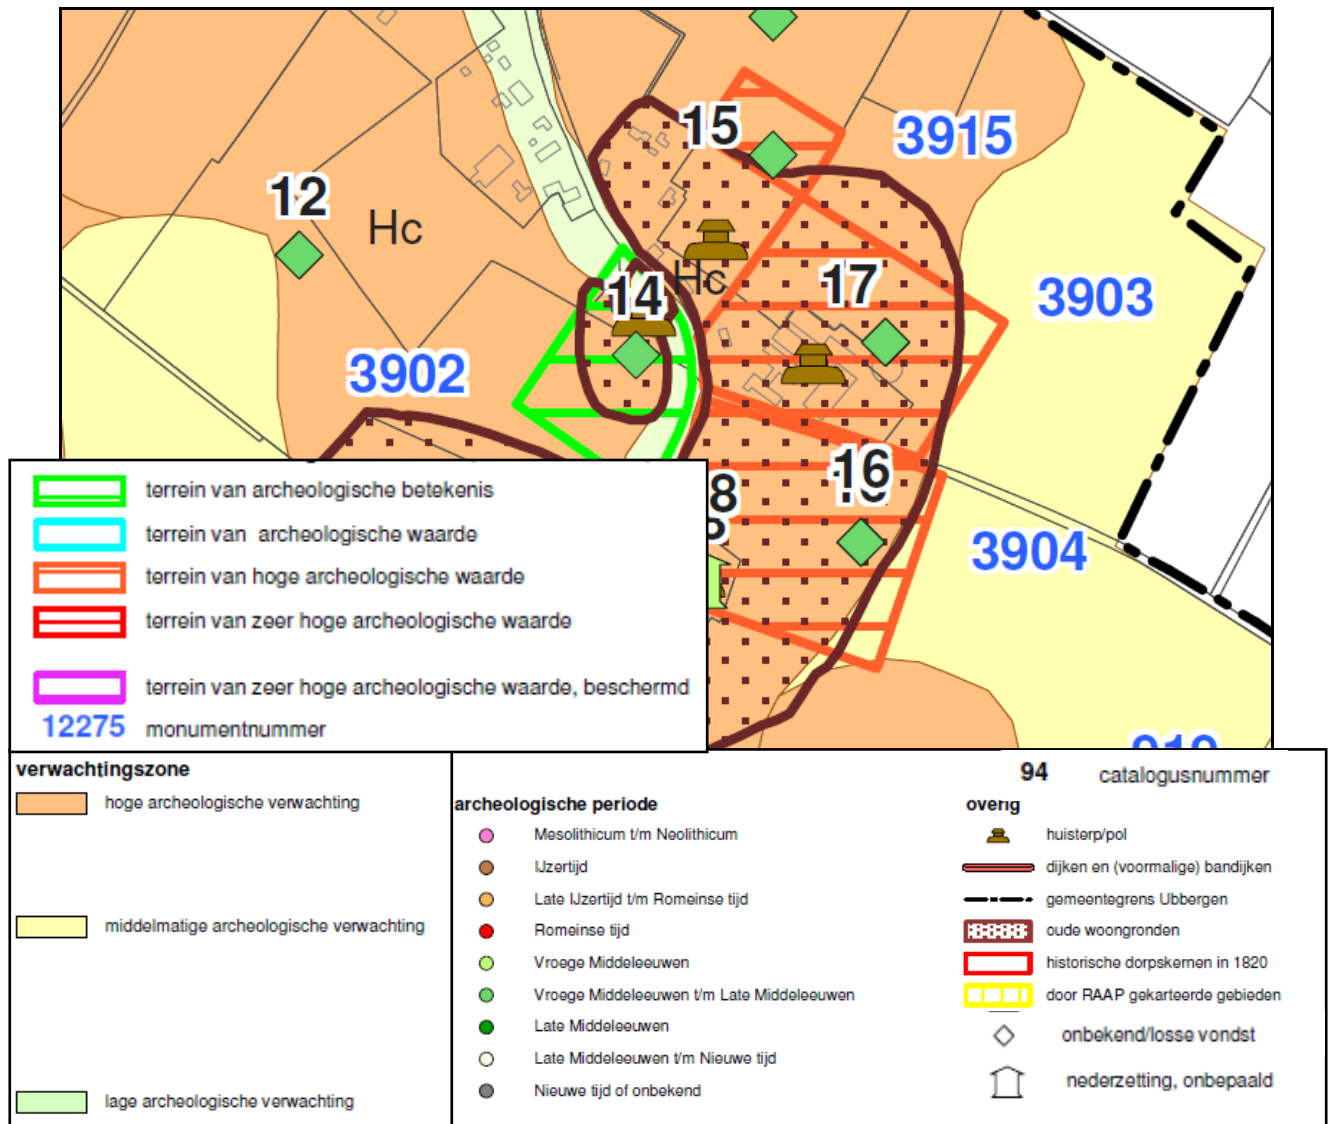 15
3915
12
Hc
Hc
14
17
3903
3902
16
8
3904
terrein van archeologische betekenis
terrein van archeologische waarde
terrein van hoge archeologische waarde
terrein van zeer hoge archeologische waarde
terrein van zeer hoge archeologische waarde, beschermd
12275 monumentnummer
verwachtingszone
hoge archeologische verwachting
middelmatige archeologische verwachting
lage archeologische verwachting
archeologische periode
Mesolithicum t/m Neolithicum
IJzertijd
Late IJzertijd t/m Romeinse tijd
Romeinse tijd
Vroege Middeleeuwen
Vroege Middeleeuwen t/m Late Middeleeuwen
Late Middeleeuwen
Late Middeleeuwen t/m Nieuwe tijd
Nieuwe tijd of onbekend
94 catalogusnummer
overig
huisterp/pol
dijken en (voormalige) bandijken
gemeentegrens Ubbergen
oude woongronden
historische dorpskernen in 1820
door RAAP gekarteerde gebieden
onbekend/losse vondst
nederzetting, onbepaald